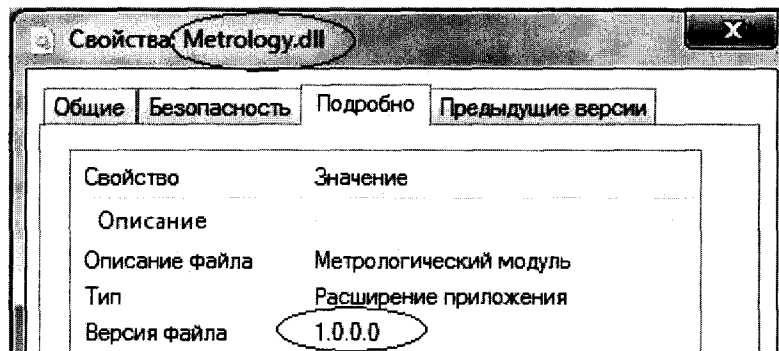 Свойства: Metrology.dll
X
Общие Безопасность Подробно Предыдущие версии
Свойство Значение
Описание
Описание файла Метрологический модуль
Тип Расширение приложения
Версия файла 1.0.0.0